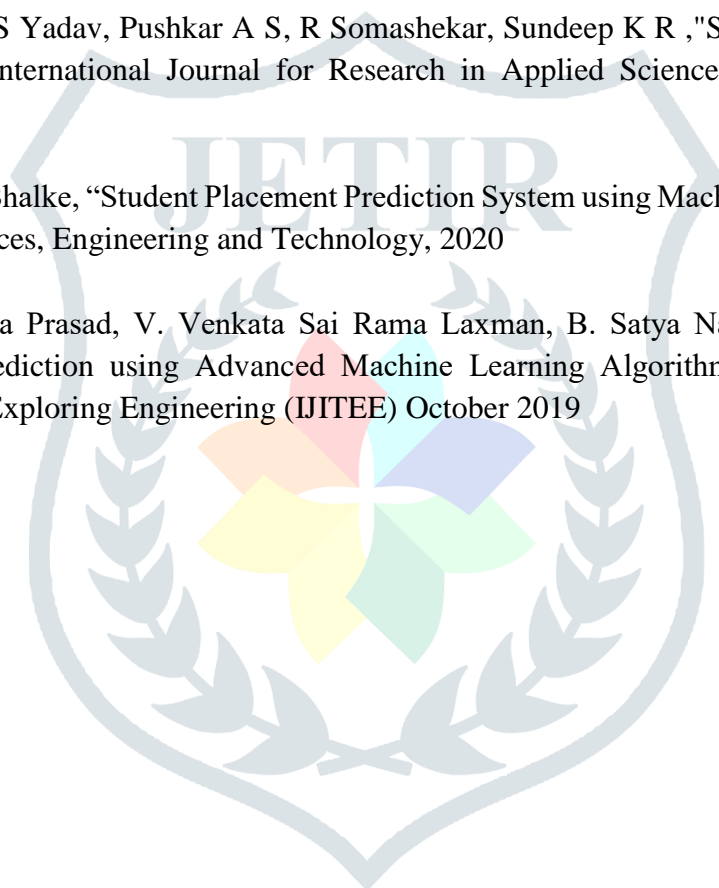 S Yadav, Pushkar A S, R Somashekar, Sundeep K R ,"S
nternational Journal for Research in Applied Science
JETIR
halke, “Student Placement Prediction System using Mach
ces, Engineering and Technology, 2020
a Prasad, V. Venkata Sai Rama Laxman, B. Satya Na
ediction using Advanced Machine Learning Algorithm
Exploring Engineering (IJITEE) October 2019